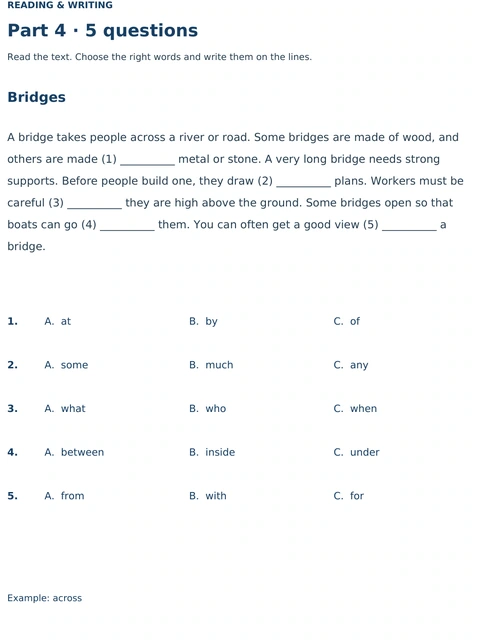 READING & WRITING
Part 4 · 5 questions
Read the text. Choose the right words and write them on the lines.
Bridges
A bridge takes people across a river or road. Some bridges are made of wood, and
others are made (1) __________ metal or stone. A very long bridge needs strong
supports. Before people build one, they draw (2) __________ plans. Workers must be
careful (3) __________ they are high above the ground. Some bridges open so that
boats can go (4) __________ them. You can often get a good view (5) __________ a
bridge.
1. A. at B. by C. of
2. A. some B. much C. any
3. A. what B. who C. when
4. A. between B. inside C. under
5. A. from B. with C. for
Example: across